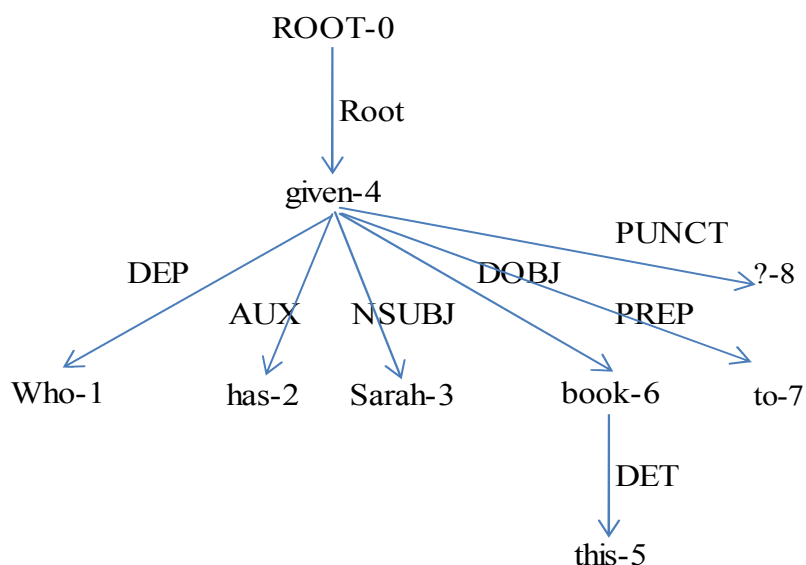 ROOT-0
Root
given-4
PUNCT
DEP
DOBJ
?-8
AUX
NSUBJ
PREP
Who-1
has-2
Sarah-3
book-6
to-7
DET
this-5